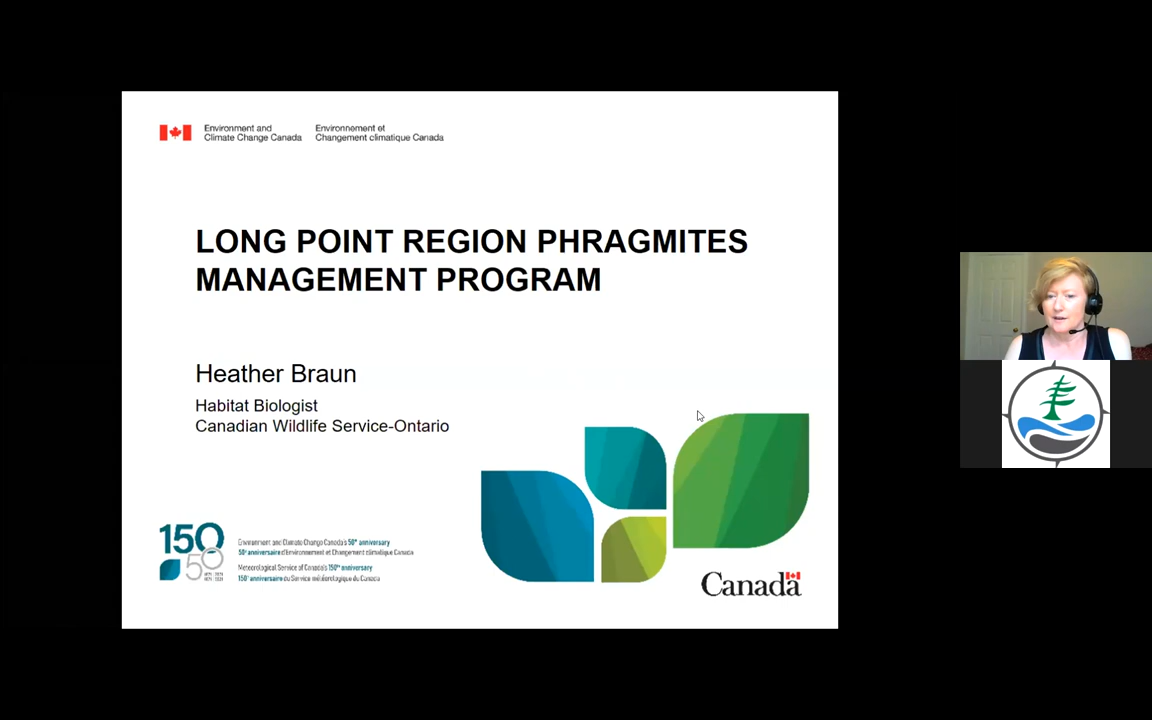 Environment and
Climate Change Canada
Environnement et
Changement climatique Canada
LONG POINT REGION PHRAGMITES
MANAGEMENT PROGRAM
Heather Braun
Habitat Biologist
Canadian Wildlife Service-Ontario
150
50
Environment and Climate Change Canada's 50th anniversary
50e anniversaire d'Environnement et Changement climatique Canada
Meteorological Service of Canada's 150th anniversary
150e anniversaire du Service météorologique du Canada
Canada